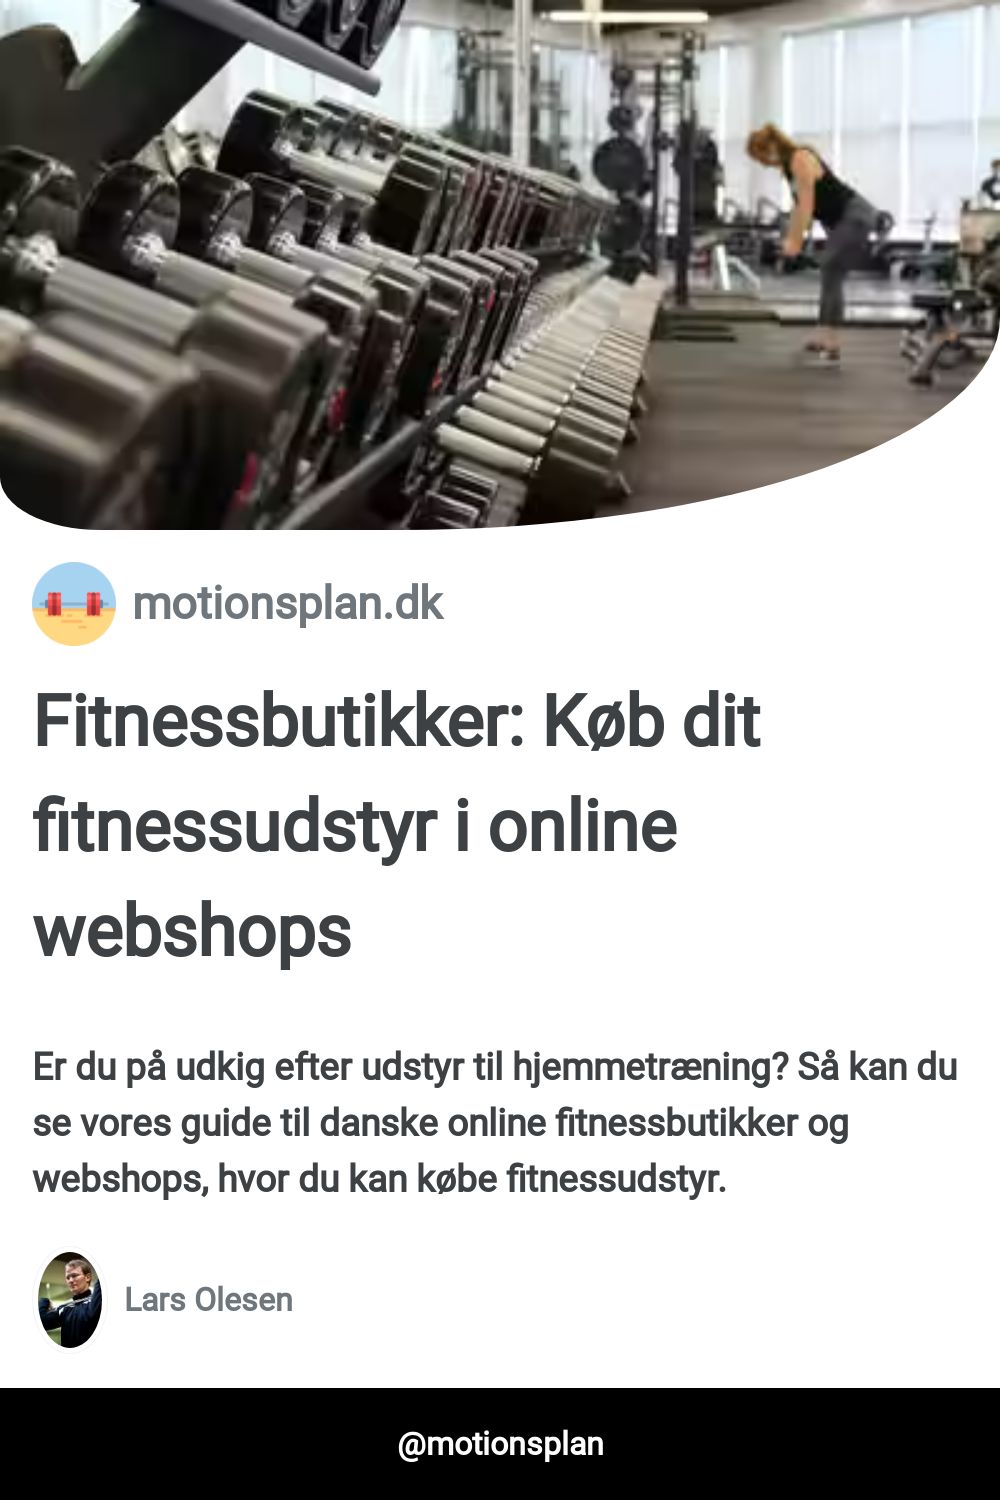 motionsplan.dk
Fitnessbutikker: Køb dit
fitnessudstyr i online
webshops
Er du på udkig efter udstyr til hjemmetræning? Så kan du
se vores guide til danske online fitnessbutikker og
webshops, hvor du kan købe fitnessudstyr.
Lars Olesen
@motionsplan